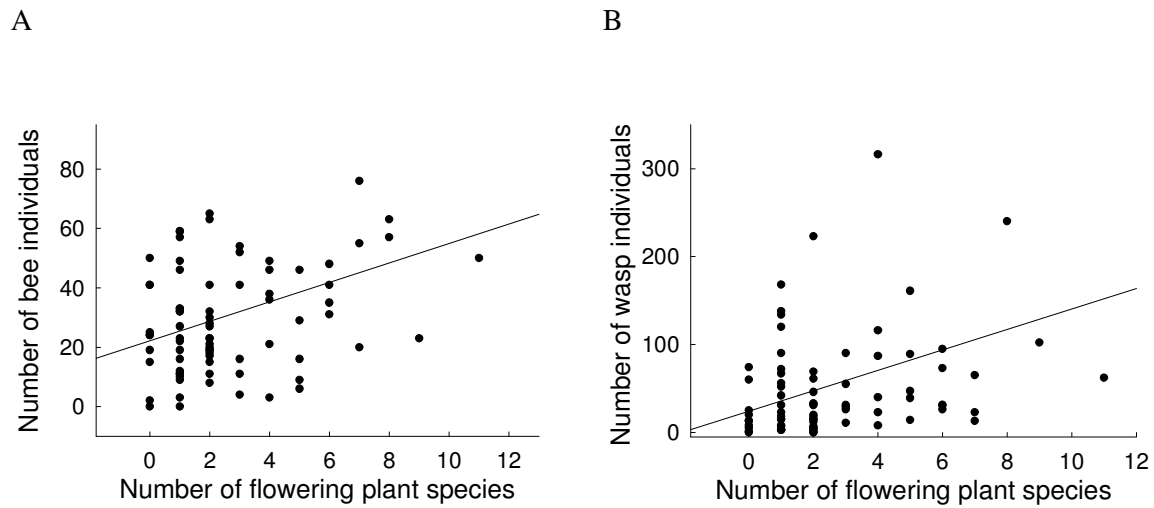 A
B
Number of bee individuals
80
60
40
20
0
0 2 4 6 8 10 12
Number of flowering plant species
Number of wasp individuals
300
200
100
0
0 2 4 6 8 10 12
Number of flowering plant species